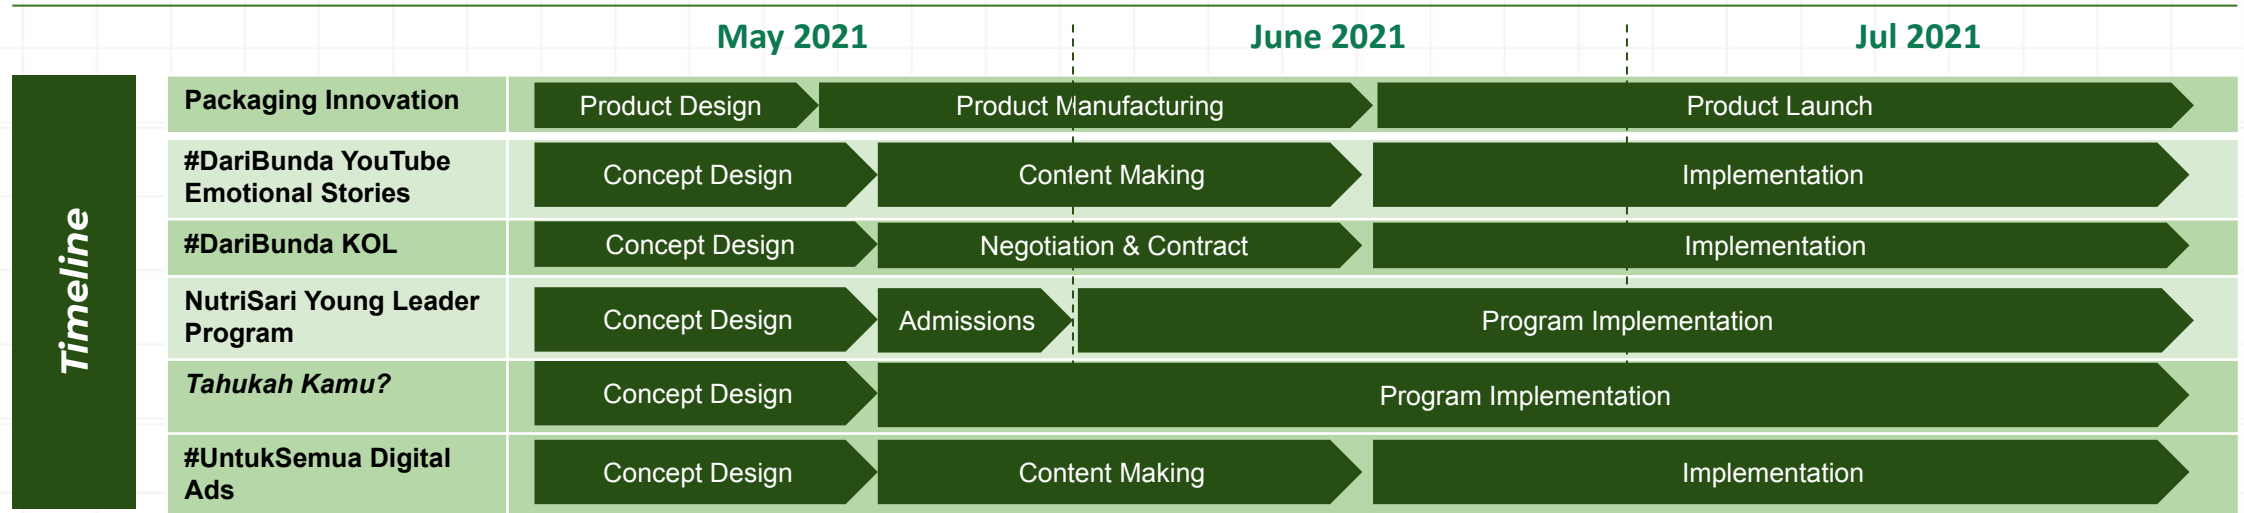 May 2021
June 2021
Jul 2021
Timeline
Packaging Innovation
Product Design
Product Manufacturing
Product Launch
#DariBunda YouTube
Emotional Stories
Concept Design
Content Making
Implementation
#DariBunda KOL
Concept Design
Negotiation & Contract
Implementation
NutriSari Young Leader
Program
Concept Design
Admissions
Program Implementation
Tahukah Kamu?
Concept Design
Program Implementation
#UntukSemua Digital
Ads
Concept Design
Content Making
Implementation